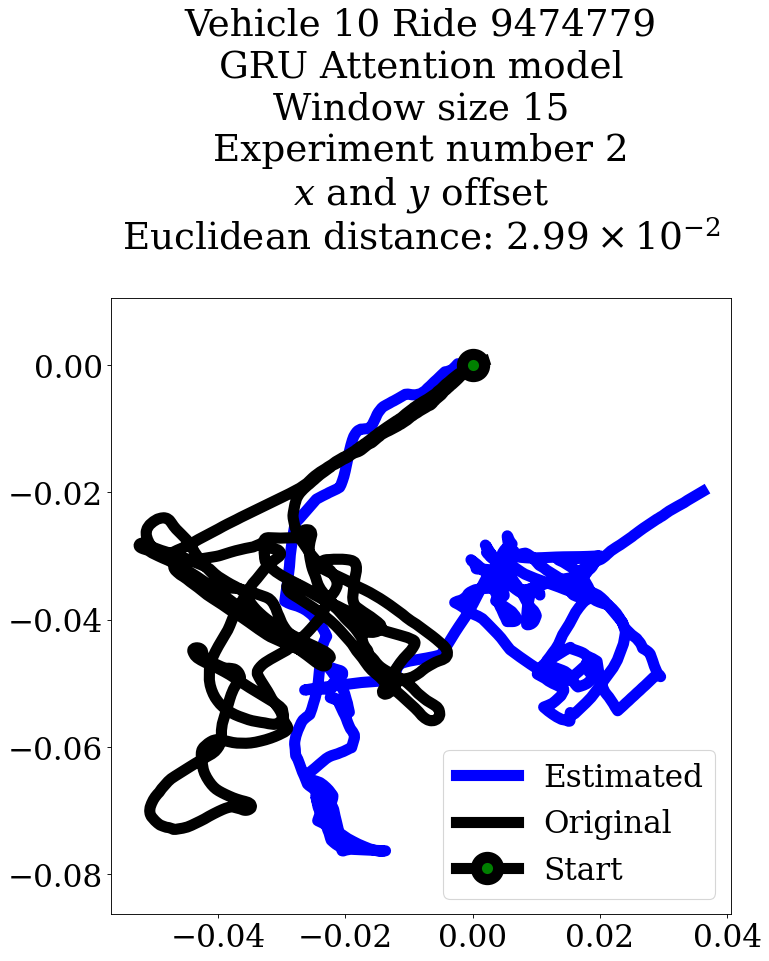 Vehicle 10 Ride 9474779
GRU Attention model
Window size 15
Experiment number 2
x and y offset
Euclidean distance: 2.99 × 10⁻²
0.00
−0.02
−0.04
−0.06
−0.08
Estimated
Original
Start
−0.04 −0.02 0.00 0.02 0.04